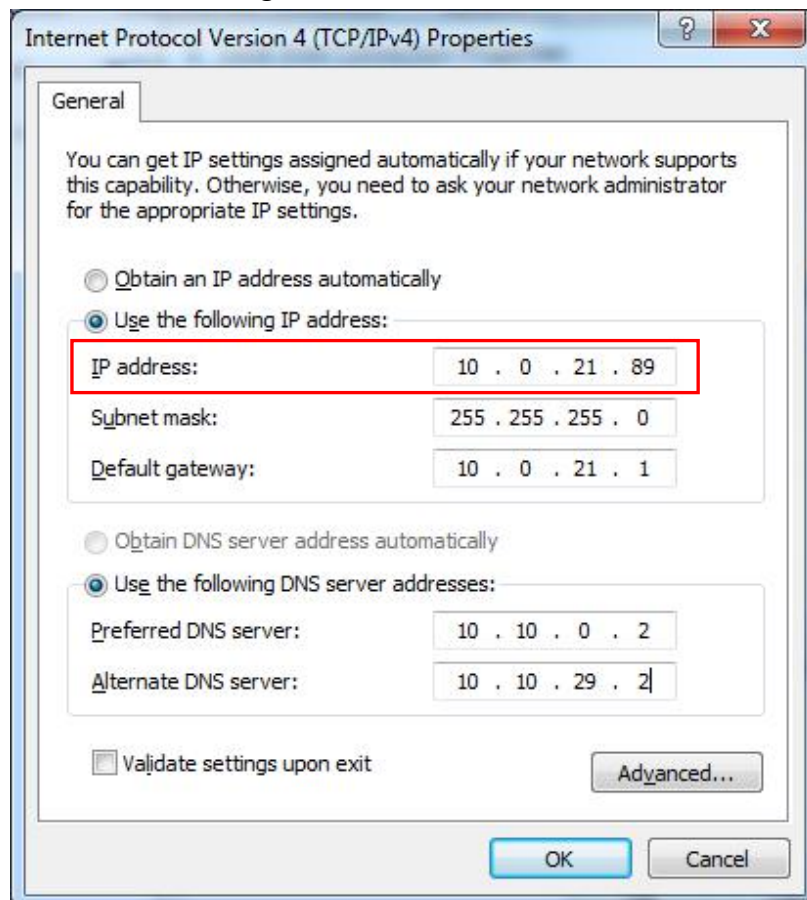 Internet Protocol Version 4 (TCP/IPv4) Properties
?
X
General
You can get IP settings assigned automatically if your network supports
this capability. Otherwise, you need to ask your network administrator
for the appropriate IP settings.
Obtain an IP address automatically
Use the following IP address:
IP address: 10 . 0 . 21 . 89
Subnet mask: 255 . 255 . 255 . 0
Default gateway: 10 . 0 . 21 . 1
Obtain DNS server address automatically
Use the following DNS server addresses:
Preferred DNS server: 10 . 10 . 0 . 2
Alternate DNS server: 10 . 10 . 29 . 2
Validate settings upon exit
Advanced...
OK Cancel